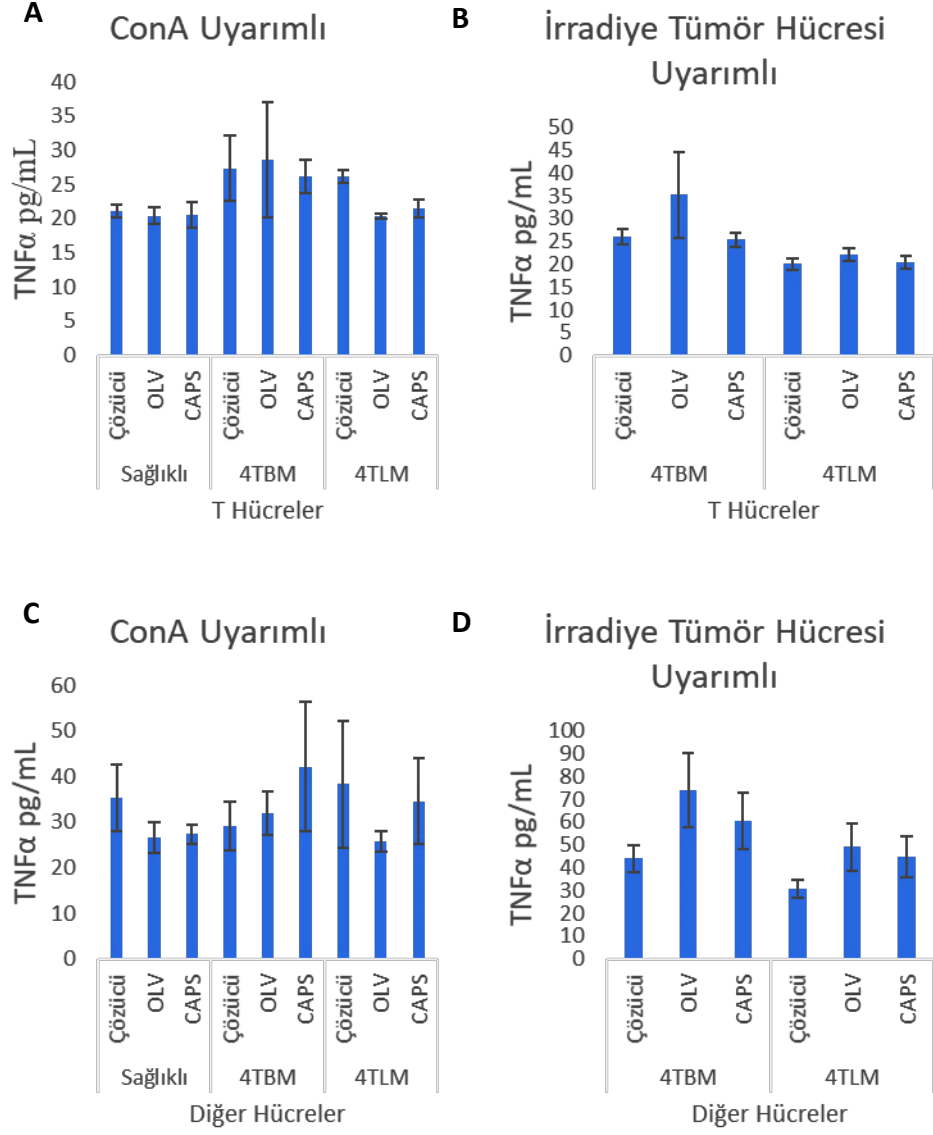 A
ConA Uyarımlı
TNFα pg/mL
40
35
30
25
20
15
10
5
0
Çözücü
OLV
CAPS
Çözücü
OLV
CAPS
Çözücü
OLV
CAPS
Sağlıklı
4TBM
4TLM
T Hücreler
B
İrradiye Tümör Hücresi
Uyarımlı
TNFα pg/mL
50
45
40
35
30
25
20
15
10
5
0
Çözücü
OLV
CAPS
Çözücü
OLV
CAPS
4TBM
4TLM
T Hücreler
C
ConA Uyarımlı
TNFα pg/mL
60
50
40
30
20
10
0
Çözücü
OLV
CAPS
Çözücü
OLV
CAPS
Çözücü
OLV
CAPS
Sağlıklı
4TBM
4TLM
Diğer Hücreler
D
İrradiye Tümör Hücresi
Uyarımlı
TNFα pg/mL
100
90
80
70
60
50
40
30
20
10
0
Çözücü
OLV
CAPS
Çözücü
OLV
CAPS
4TBM
4TLM
Diğer Hücreler